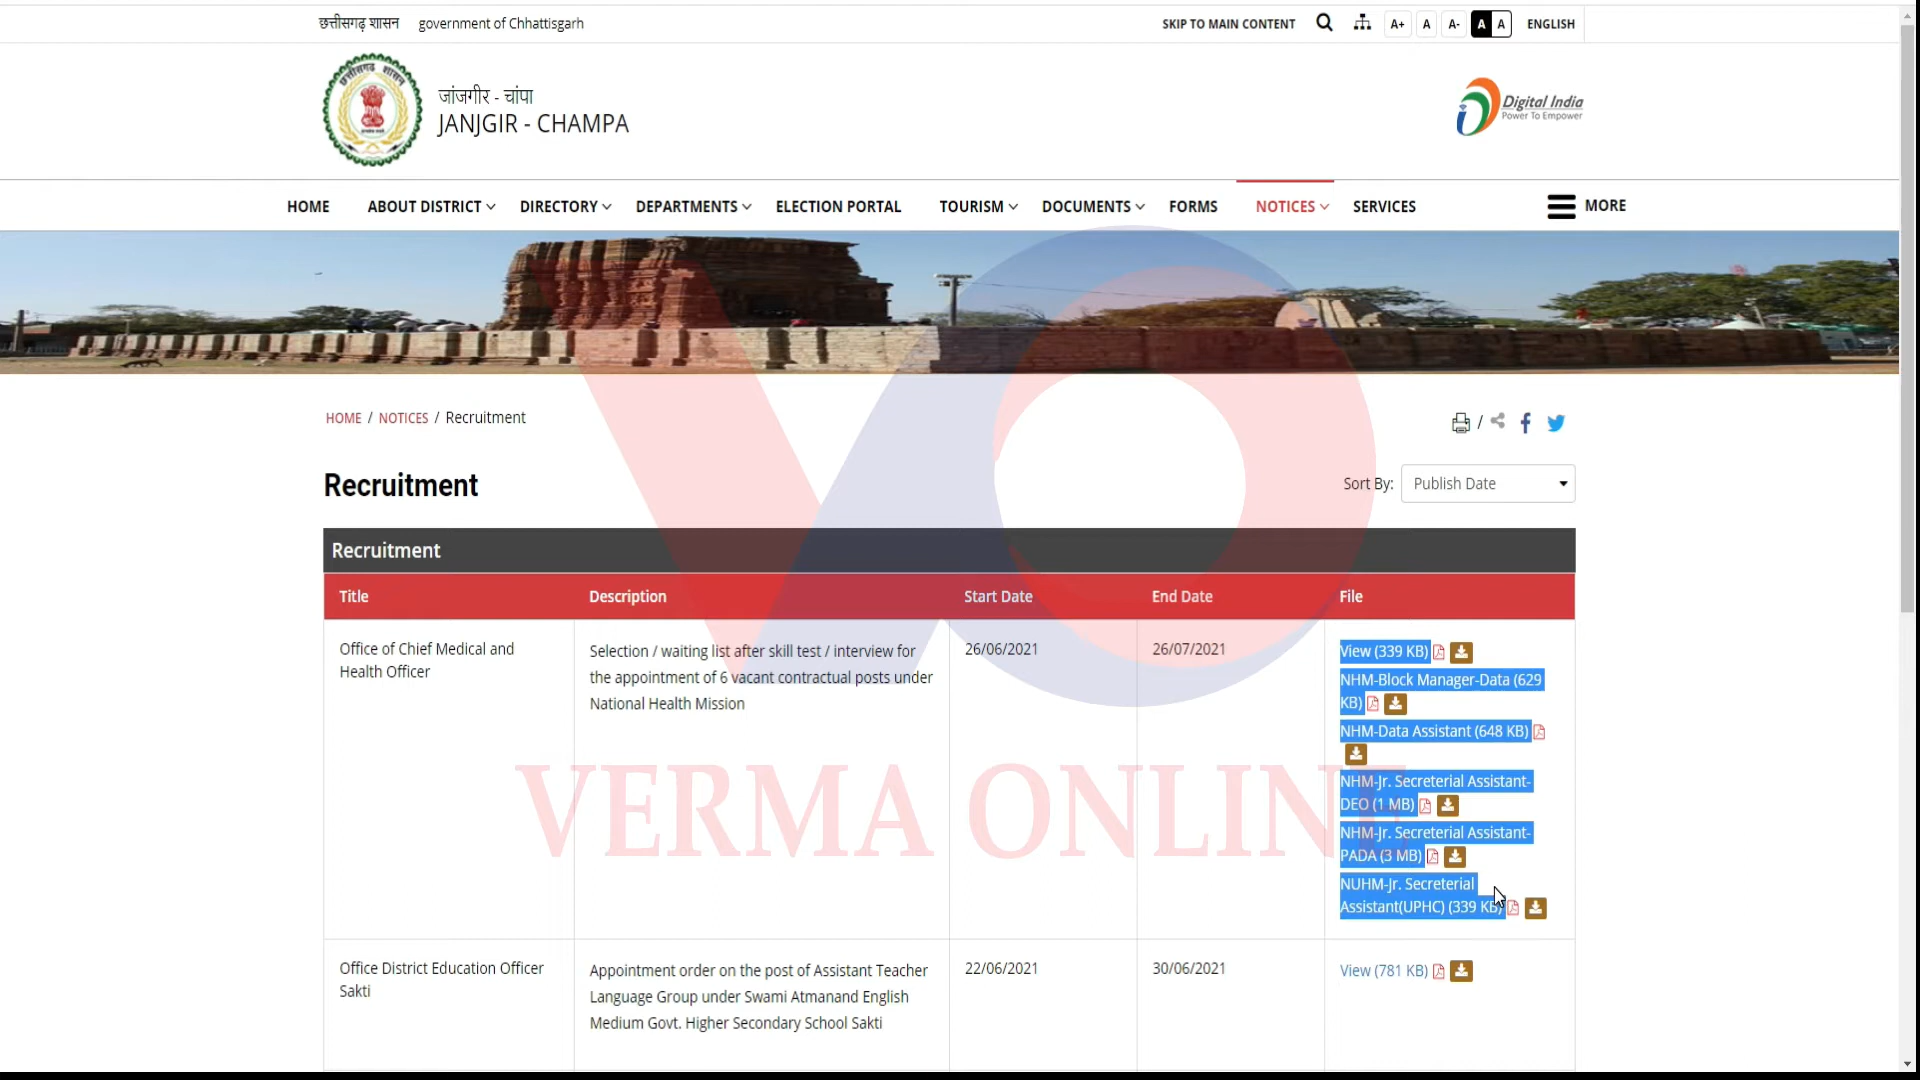 छत्तीसगढ़ शासन government of Chhattisgarh SKIP TO MAIN CONTENT A+ A A- A A ENGLISH
जांजगीर - चांपा
JANJGIR - CHAMPA
Digital India
Power To Empower
HOME ABOUT DISTRICT DIRECTORY DEPARTMENTS ELECTION PORTAL TOURISM DOCUMENTS FORMS NOTICES SERVICES MORE
HOME / NOTICES / Recruitment
Recruitment
Sort By: Publish Date
Recruitment
Title Description Start Date End Date File
Office of Chief Medical and
Health Officer
Selection / waiting list after skill test / interview for
the appointment of 6 vacant contractual posts under
National Health Mission
26/06/2021
26/07/2021
View (339 KB)
NHM-Block Manager-Data (629
KB)
NHM-Data Assistant (648 KB)
NHM-Jr. Secreterial Assistant-
DEO (1 MB)
NHM-Jr. Secreterial Assistant-
PADA (3 MB)
NUHM-Jr. Secreterial
Assistant(UPHC) (339 KB)
VERMA ONLINE
Office District Education Officer
Sakti
Appointment order on the post of Assistant Teacher
Language Group under Swami Atmanand English
Medium Govt. Higher Secondary School Sakti
22/06/2021
30/06/2021
View (781 KB)